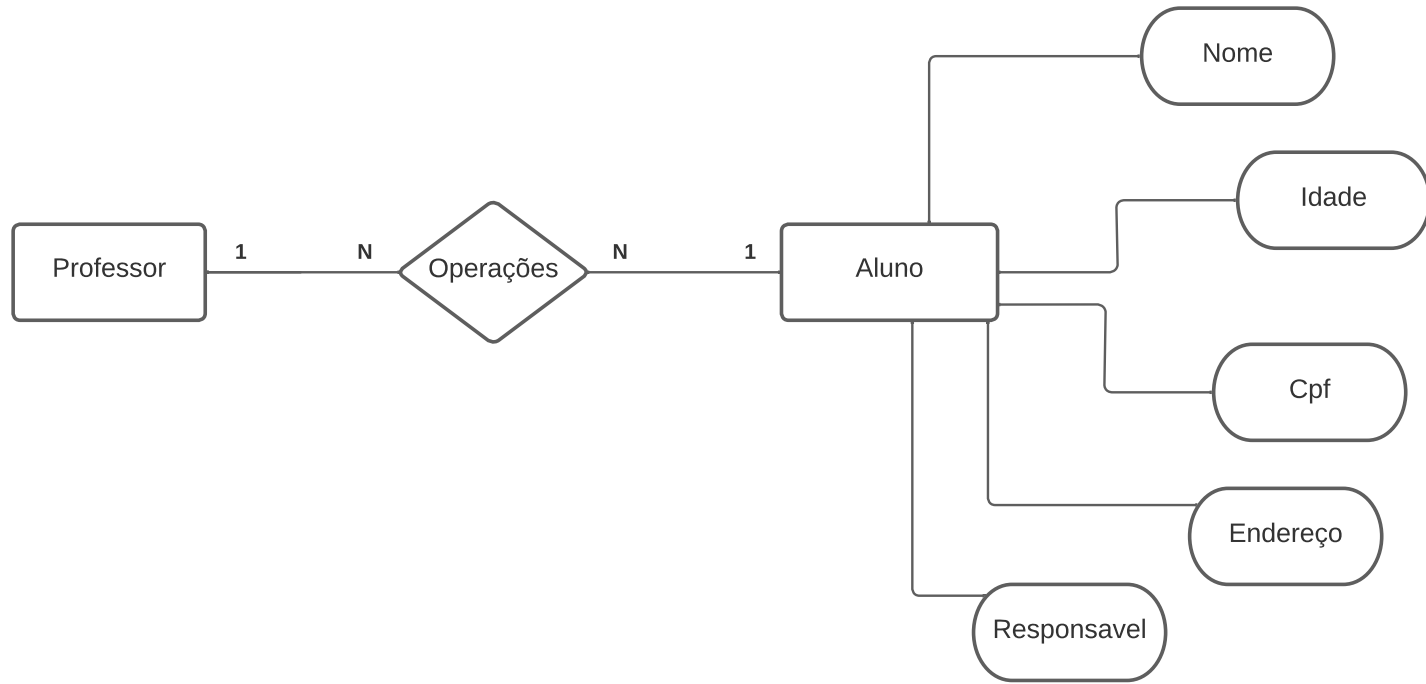 Nome
Idade
Professor
1
N
Operações
N
1
Aluno
Cpf
Endereço
Responsavel